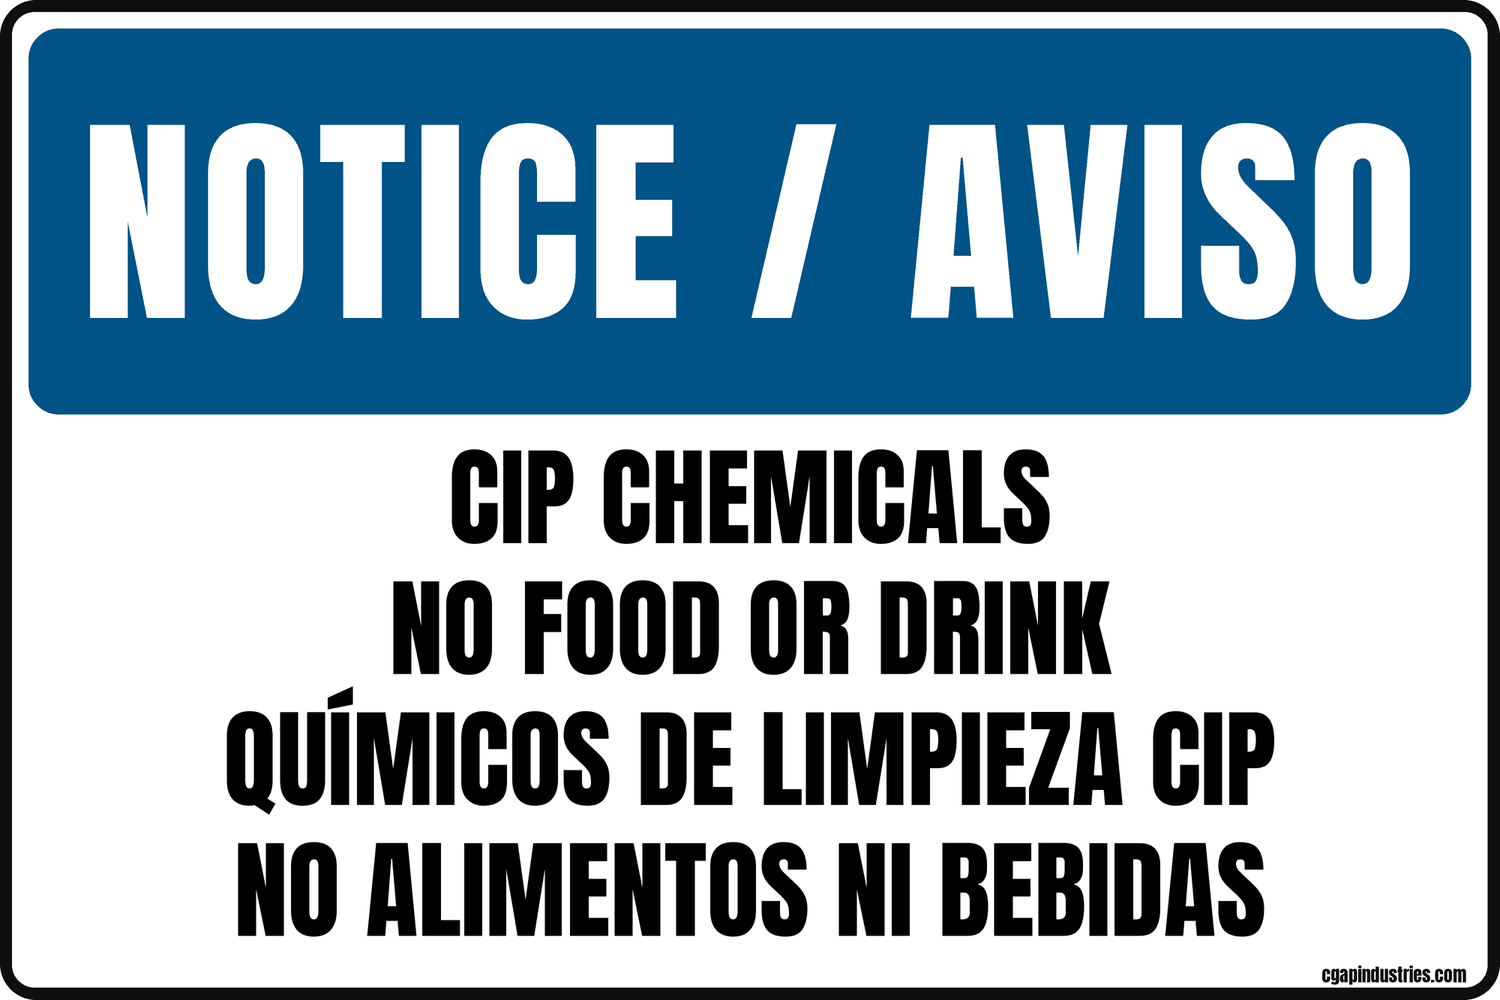 NOTICE / AVISO
CIP CHEMICALS
NO FOOD OR DRINK
QUÍMICOS DE LIMPIEZA CIP
NO ALIMENTOS NI BEBIDAS
cgapindustries.com